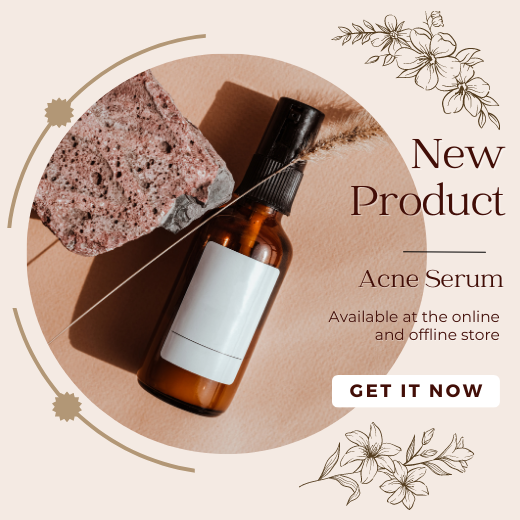 New
Product
Acne Serum
Available at the online
and offline store
GET IT NOW